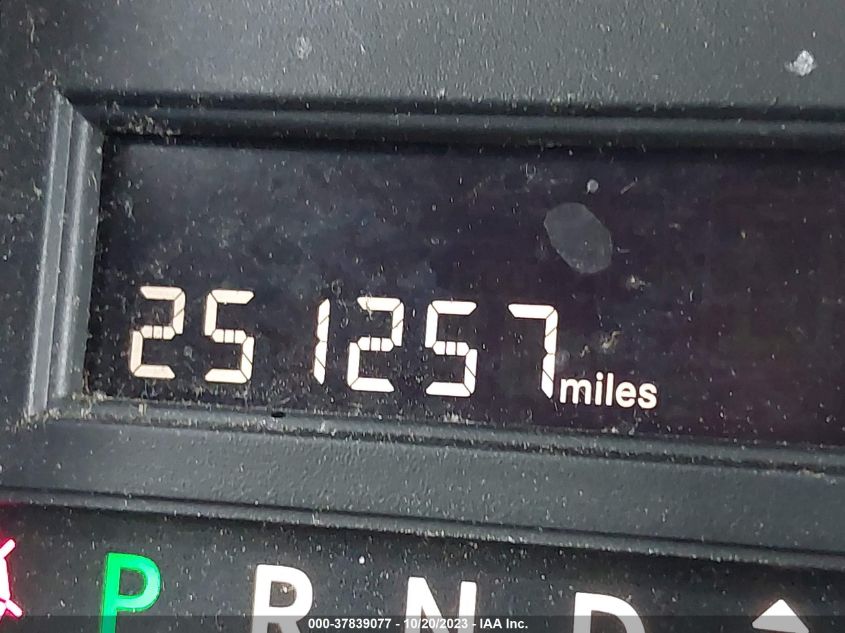 251257 miles
P R N D
000-37839077 - 10/20/2023 - IAA Inc.